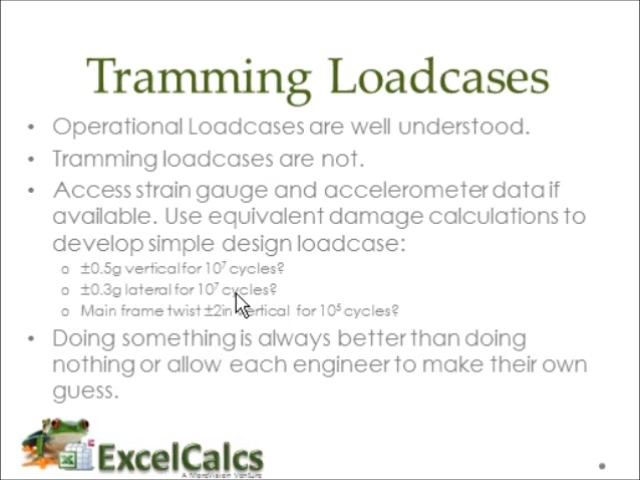 Tramming Loadcases
• Operational Loadcases are well understood.
• Tramming loadcases are not.
• Access strain gauge and accelerometer data if
available. Use equivalent damage calculations to
develop simple design loadcase:
o ±0.5g vertical for 10⁷ cycles?
o ±0.3g lateral for 10⁷ cycles?
o Main frame twist ±2in vertical for 10⁵ cycles?
• Doing something is always better than doing
nothing or allow each engineer to make their own
guess.
ExcelCalcs
A MoreVision Venture